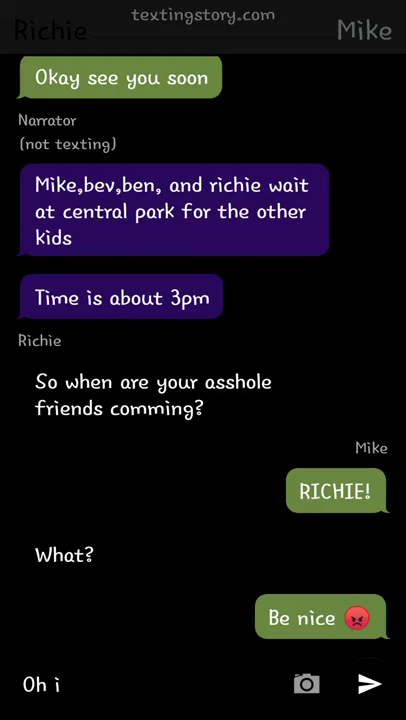 textingstory.com
Richie
Mike
Okay see you soon
Narrator
(not texting)
Mike,bev,ben, and richie wait
at central park for the other
kids
Time is about 3pm
Richie
So when are your asshole
friends comming?
Mike
RICHIE!
What?
Be nice 😡
Oh i